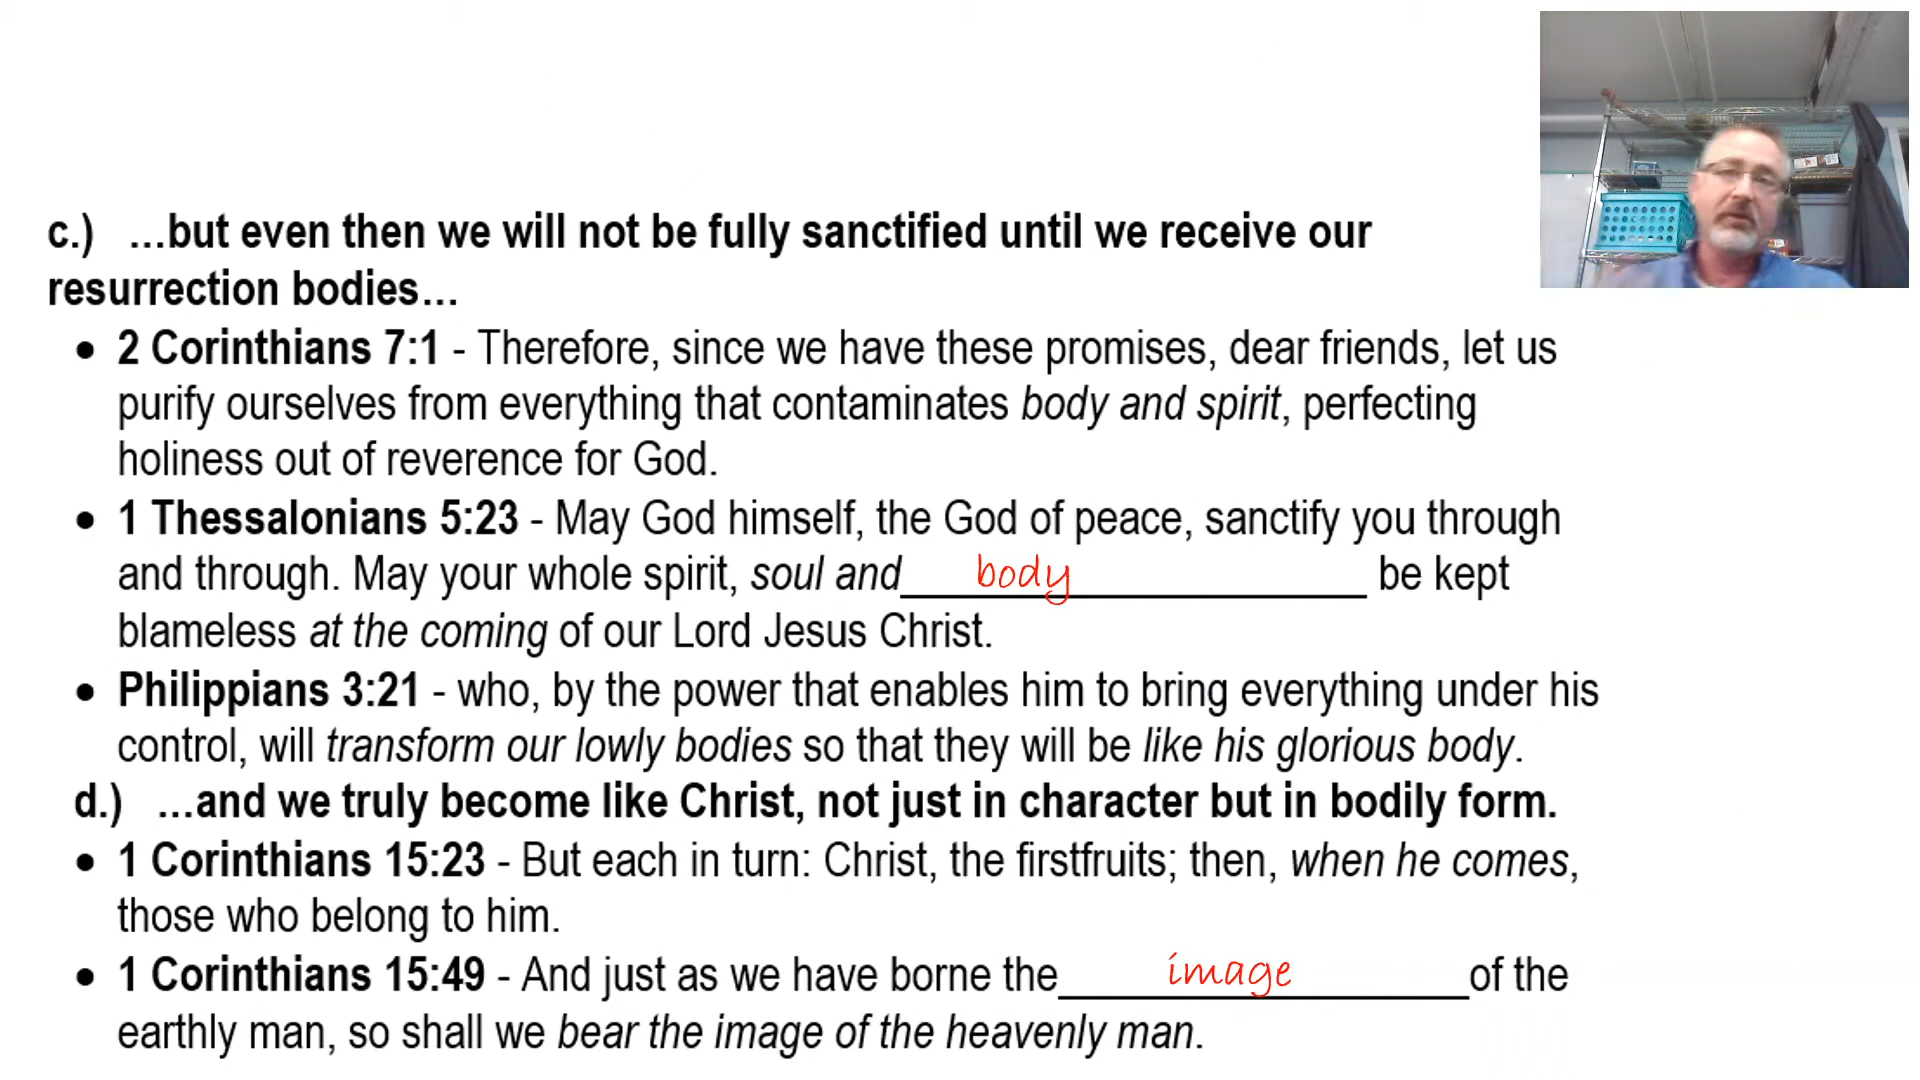 c.) ...but even then we will not be fully sanctified until we receive our
resurrection bodies...
• 2 Corinthians 7:1 - Therefore, since we have these promises, dear friends, let us
purify ourselves from everything that contaminates body and spirit, perfecting
holiness out of reverence for God.
• 1 Thessalonians 5:23 - May God himself, the God of peace, sanctify you through
and through. May your whole spirit, soul and body be kept
blameless at the coming of our Lord Jesus Christ.
• Philippians 3:21 - who, by the power that enables him to bring everything under his
control, will transform our lowly bodies so that they will be like his glorious body.
d.) ...and we truly become like Christ, not just in character but in bodily form.
• 1 Corinthians 15:23 - But each in turn: Christ, the firstfruits; then, when he comes,
those who belong to him.
• 1 Corinthians 15:49 - And just as we have borne the image of the
earthly man, so shall we bear the image of the heavenly man.